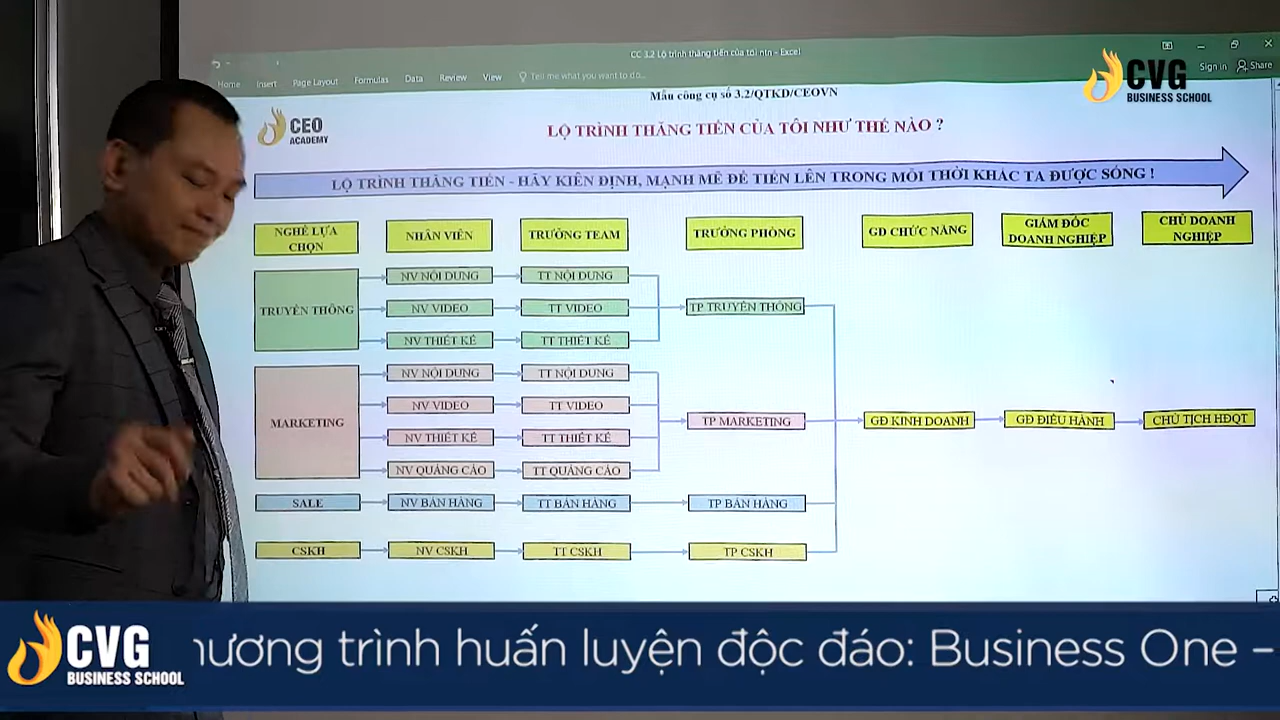 CC 3.2 Lộ trình thăng tiến của tôi ntn – Excel
Home Insert Page Layout Formulas Data Review View Tell me what you want to do... Sign in Share
CVG
BUSINESS SCHOOL
Mẫu công cụ số 3.2/QTKD/CEOVN
CEO
ACADEMY
LỘ TRÌNH THĂNG TIẾN CỦA TÔI NHƯ THẾ NÀO ?
LỘ TRÌNH THĂNG TIẾN - HÃY KIÊN ĐỊNH, MẠNH MẼ ĐỂ TIẾN LÊN TRONG MỖI THỜI KHẮC TA ĐƯỢC SỐNG !
NGHỀ LỰA
CHỌN
NHÂN VIÊN
TRƯỞNG TEAM
TRƯỞNG PHÒNG
GĐ CHỨC NĂNG
GIÁM ĐỐC
DOANH NGHIỆP
CHỦ DOANH
NGHIỆP
TRUYỀN THÔNG
NV NỘI DUNG
TT NỘI DUNG
NV VIDEO
TT VIDEO
TP TRUYỀN THÔNG
NV THIẾT KẾ
TT THIẾT KẾ
MARKETING
NV NỘI DUNG
TT NỘI DUNG
NV VIDEO
TT VIDEO
TP MARKETING
GĐ KINH DOANH
GĐ ĐIỀU HÀNH
CHỦ TỊCH HĐQT
NV THIẾT KẾ
TT THIẾT KẾ
NV QUẢNG CÁO
TT QUẢNG CÁO
SALE
NV BÁN HÀNG
TT BÁN HÀNG
TP BÁN HÀNG
CSKH
NV CSKH
TT CSKH
TP CSKH
CVG
BUSINESS SCHOOL
hương trình huấn luyện độc đáo: Business One –